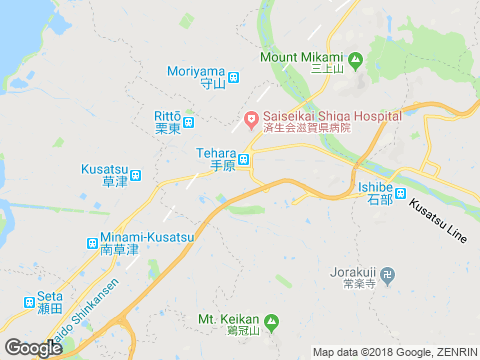 Mount Mikami
三上山
Moriyama
守山
Rittō
栗東
Saiseikai Shiga Hospital
済生会滋賀県病院
Tehara
手原
Kusatsu
草津
Ishibe
石部
Kusatsu Line
Minami-Kusatsu
南草津
Jorakuji
常楽寺
Seta
瀬田
aido Shinkansen
Mt. Keikan
鶏冠山
Google
Map data ©2018 Google, ZENRIN